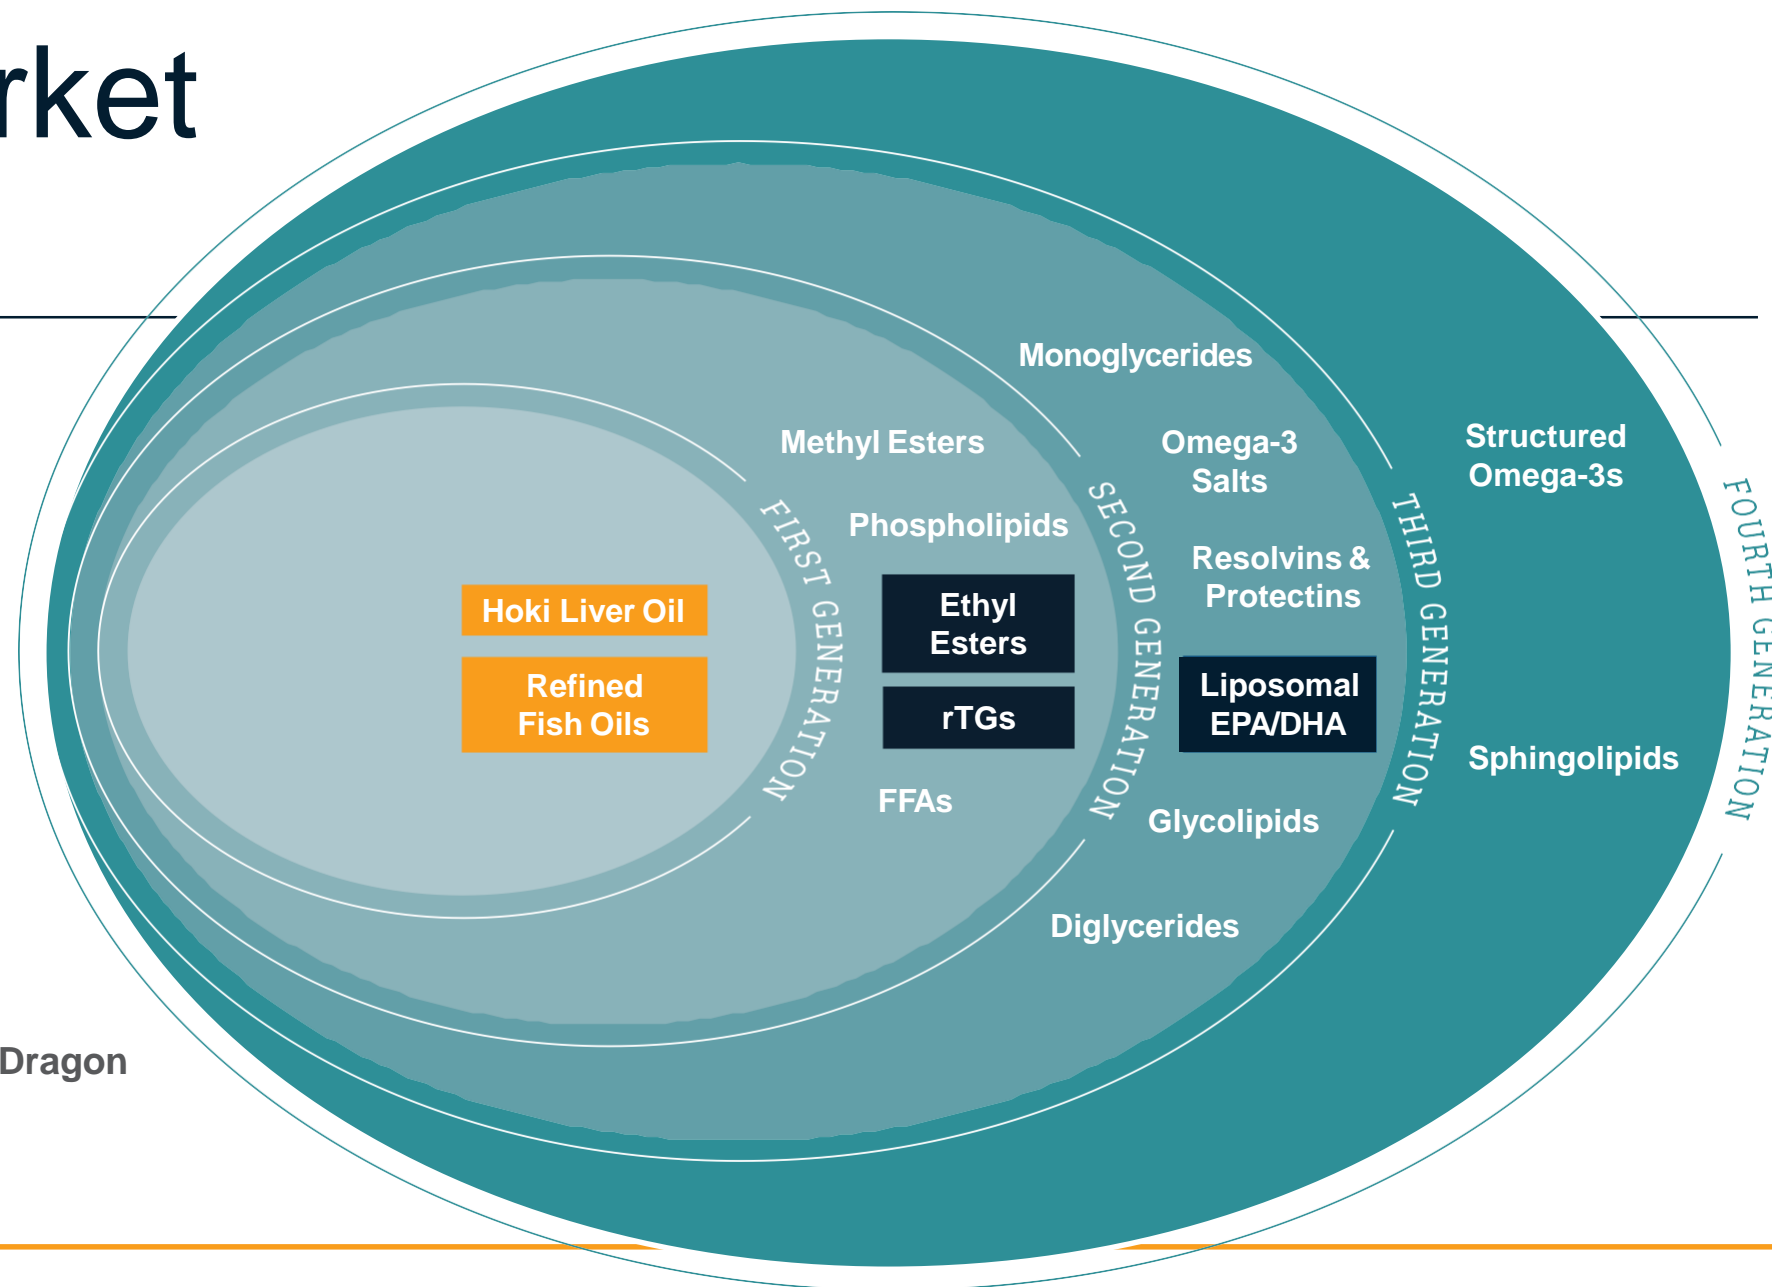 rket
Monoglycerides
Methyl Esters
Omega-3
Salts
Structured
Omega-3s
Phospholipids
Resolvins &
Protectins
Hoki Liver Oil
Ethyl
Esters
Refined
Fish Oils
rTGs
Liposomal
EPA/DHA
Sphingolipids
FFAs
Glycolipids
Diglycerides
FIRST GENERATION
SECOND GENERATION
THIRD GENERATION
FOURTH GENERATION
Dragon